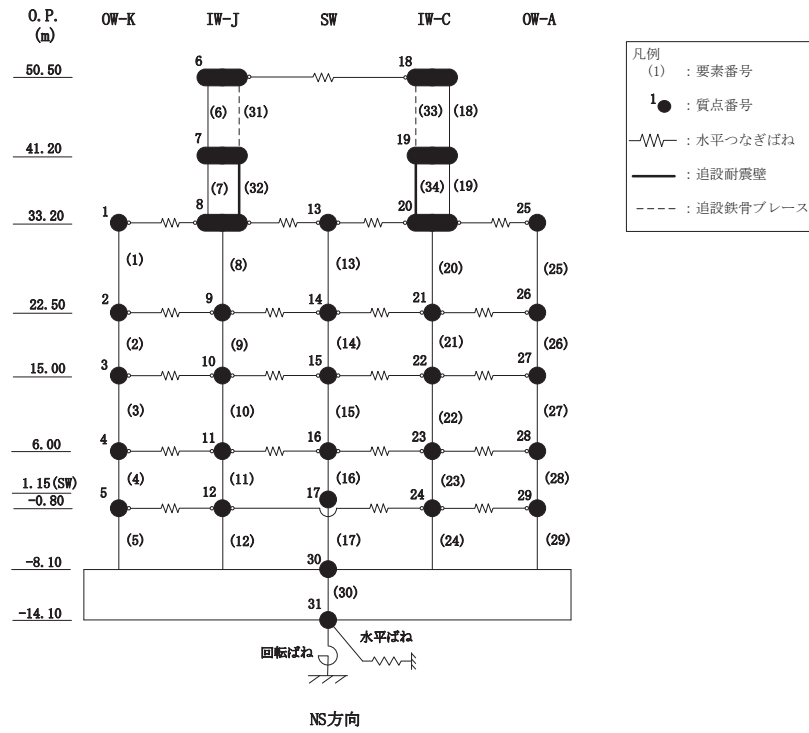 O.P. OW-K IW-J SW IW-C OW-A
(m)
6 18
50.50
(6) (31) (33) (18)
7 19
41.20
(7) (32) (34) (19)
1 8 13 20 25
33.20
(1) (8) (13) (20) (25)
2 9 14 21 26
22.50
(2) (9) (14) (21) (26)
3 10 15 22 27
15.00
(3) (10) (15) (22) (27)
4 11 16 23 28
6.00
(4) (11) (16) (23) (28)
1.15(SW)
5 12 17 24 29
-0.80
(5) (12) (17) (24) (29)
-8.10 30
(30)
-14.10 31
水平ばね
回転ばね
NS方向
凡例
(1) : 要素番号
1 : 質点番号
: 水平つなぎばね
: 追設耐震壁
: 追設鉄骨ブレース